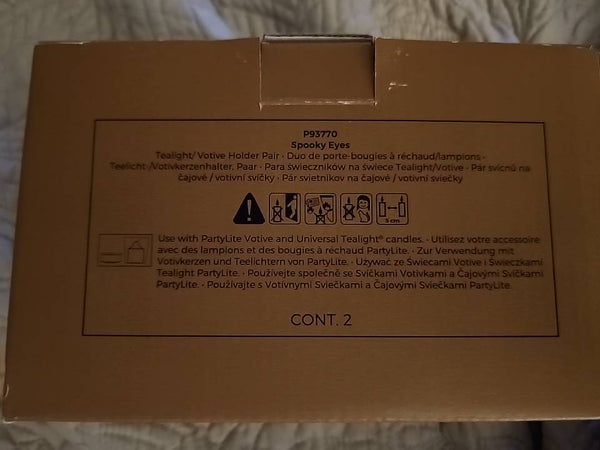 P93770
Spooky Eyes
Tealight/ Votive Holder Pair • Duo de porte-bougies à réchaud/lampions •
Teelicht-/Votivkerzenhalter, Paar • Para świeczników na świece Tealight/Votive • Pár svícnů na
čajové / votivní svíčky • Pár svietnikov na čajové / votívny sviečky
5 cm
Use with PartyLite Votive and Universal Tealight® candles. • Utilisez votre accessoire
avec des lampions et des bougies à réchaud PartyLite. • Zur Verwendung mit
Votivkerzen und Teelichtern von PartyLite. • Używać ze Świecami Votive i Świeczkami
Tealight PartyLite. • Používejte společně se Svíčkami Votivkami a Čajovými Svíčkami
PartyLite. • Používajte s Votívnymi Sviečkami a Čajovými Sviečkami PartyLite.
CONT. 2